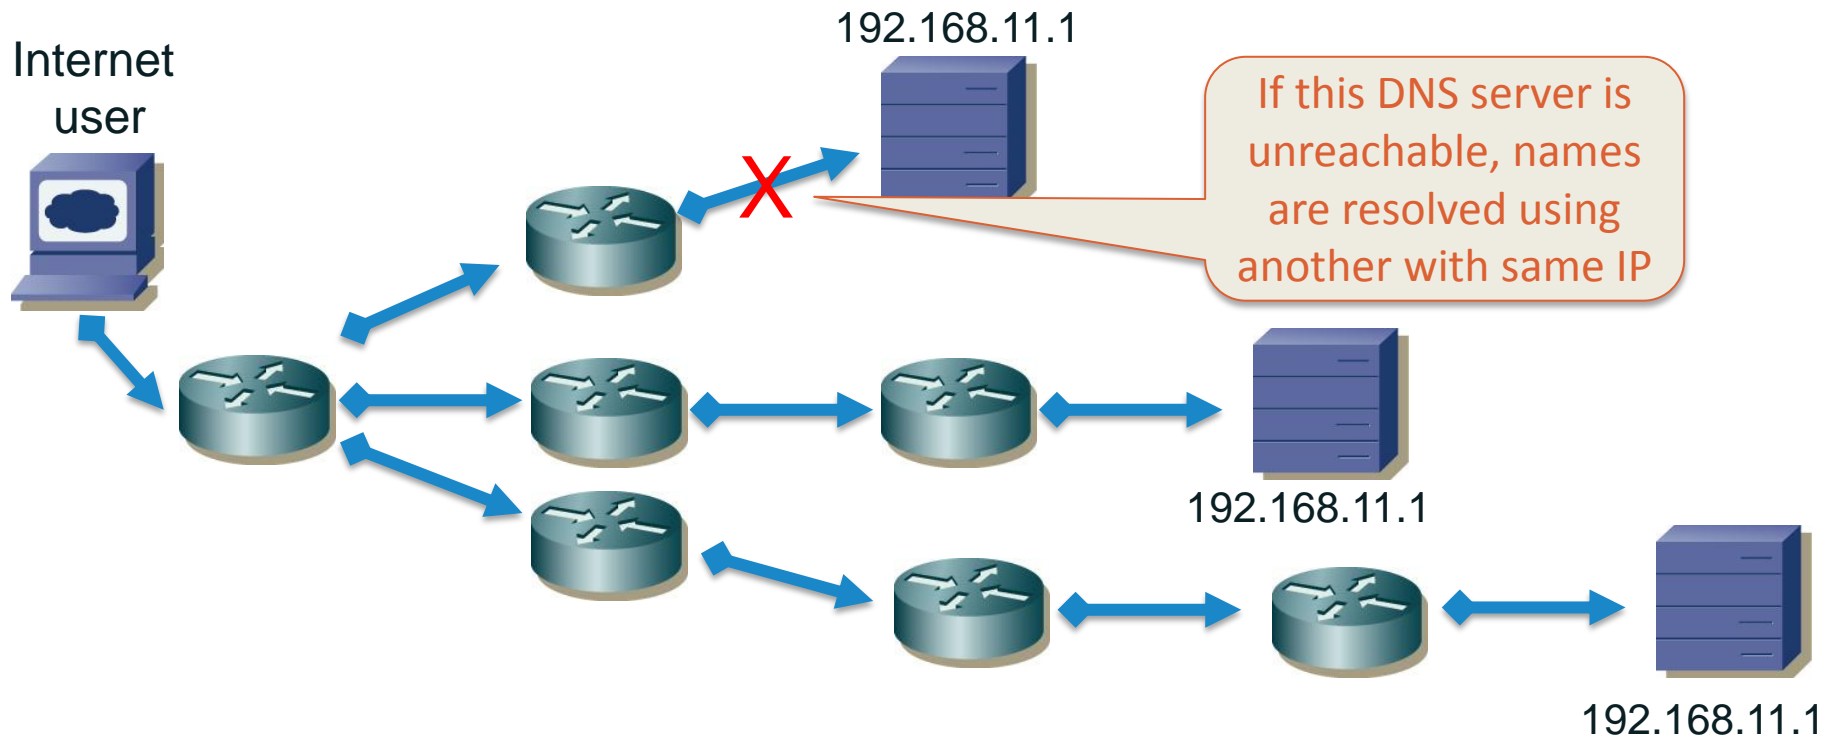 192.168.11.1
Internet
user
If this DNS server is
unreachable, names
are resolved using
another with same IP
X
192.168.11.1
192.168.11.1